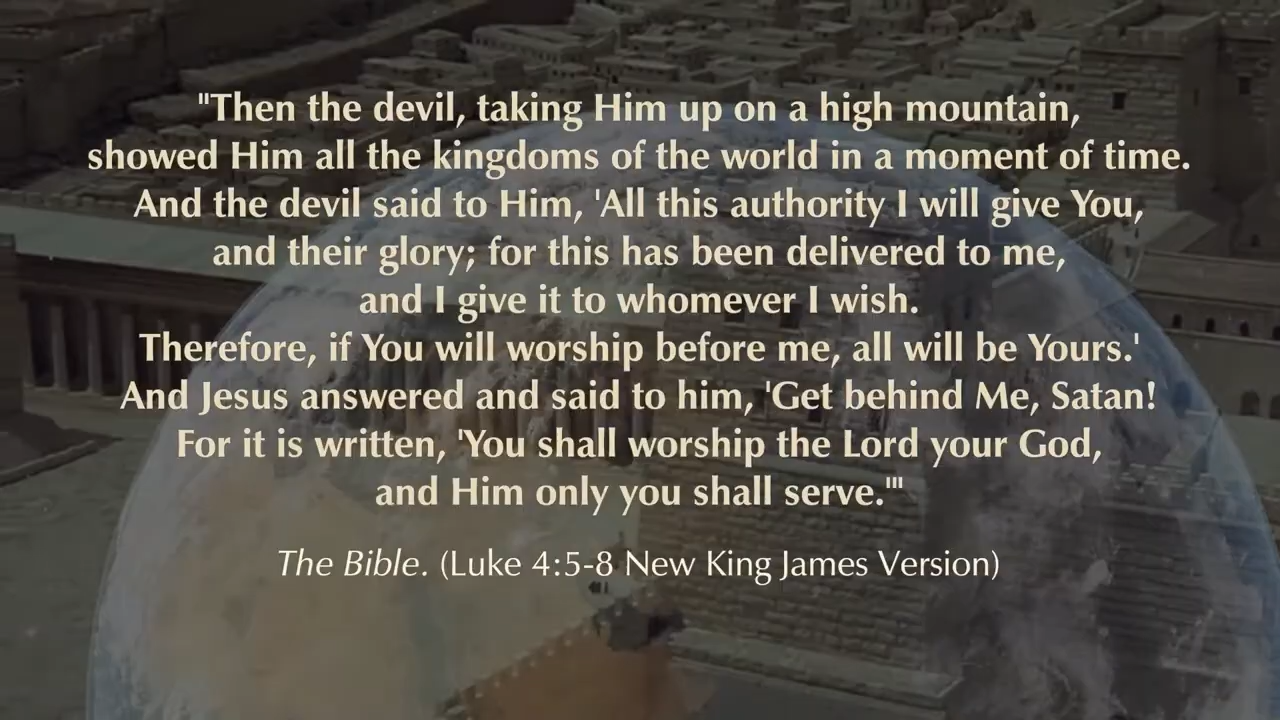 "Then the devil, taking Him up on a high mountain,
showed Him all the kingdoms of the world in a moment of time.
And the devil said to Him, 'All this authority I will give You,
and their glory; for this has been delivered to me,
and I give it to whomever I wish.
Therefore, if You will worship before me, all will be Yours.'
And Jesus answered and said to him, 'Get behind Me, Satan!
For it is written, 'You shall worship the Lord your God,
and Him only you shall serve.'"
The Bible. (Luke 4:5-8 New King James Version)